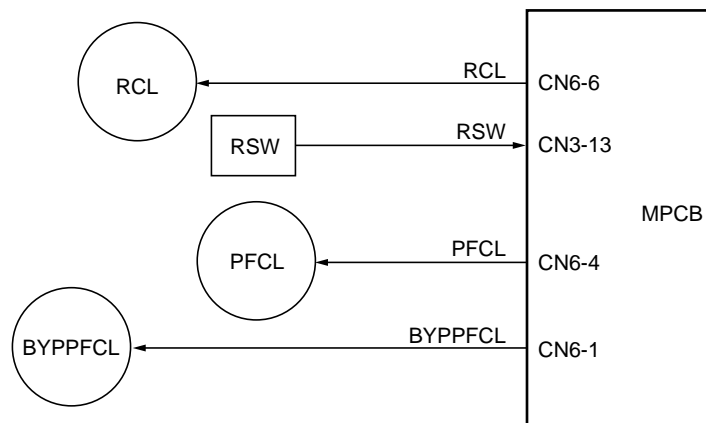 RCL RCL CN6-6
RSW RSW CN3-13
MPCB
PFCL PFCL CN6-4
BYPPFCL BYPPFCL CN6-1